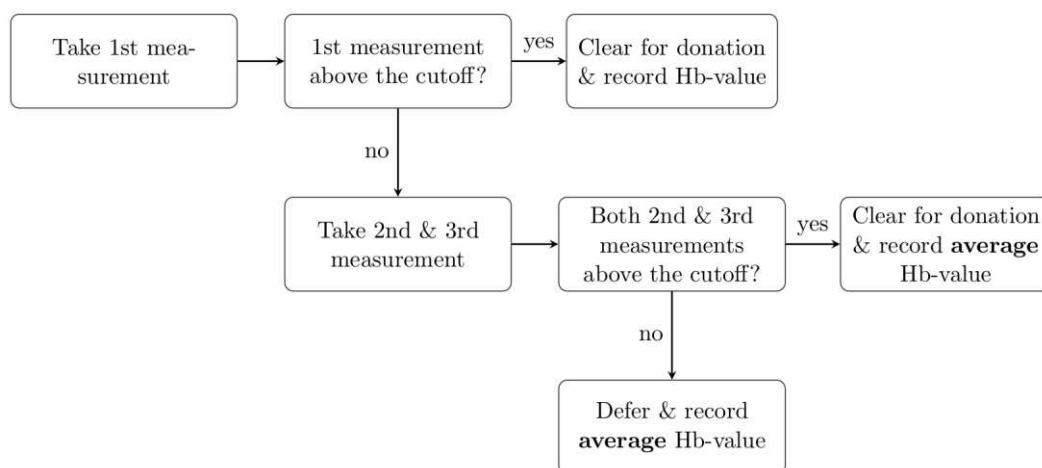 Take 1st mea-
surement
1st measurement
above the cutoff?
yes
Clear for donation
& record Hb-value
no
Take 2nd & 3rd
measurement
Both 2nd & 3rd
measurements
above the cutoff?
yes
Clear for donation
& record average
Hb-value
no
Defer & record
average Hb-value